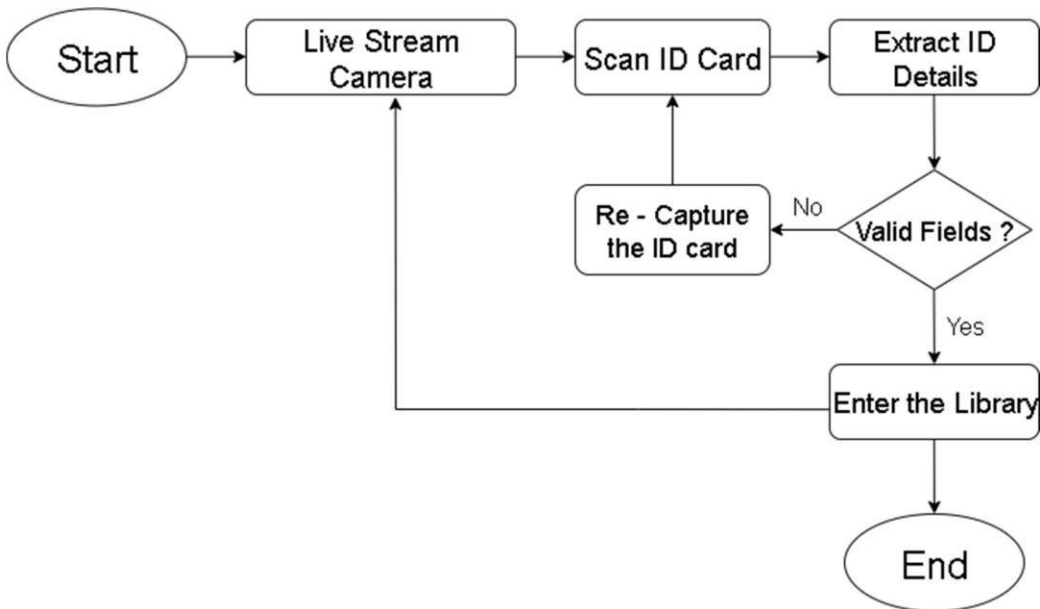 Start
Live Stream
Camera
Scan ID Card
Extract ID
Details
Valid Fields ?
No
Re - Capture
the ID card
Yes
Enter the Library
End